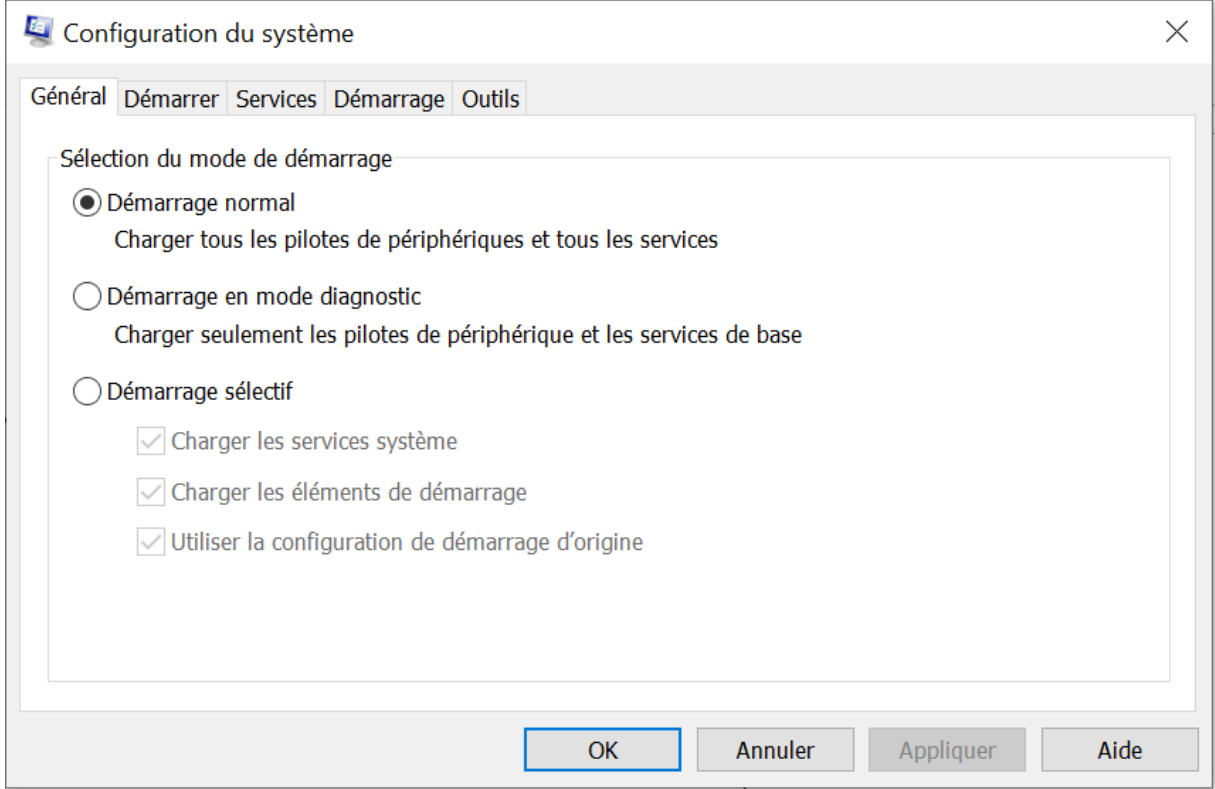 Configuration du système
Général Démarrer Services Démarrage Outils
Sélection du mode de démarrage
Démarrage normal
Charger tous les pilotes de périphériques et tous les services
Démarrage en mode diagnostic
Charger seulement les pilotes de périphérique et les services de base
Démarrage sélectif
Charger les services système
Charger les éléments de démarrage
Utiliser la configuration de démarrage d’origine
OK Annuler Appliquer Aide